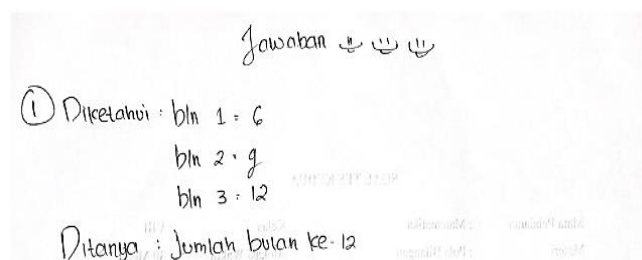 Jawaban
① Diketahui : bln 1 = 6
bln 2 = 9
bln 3 = 12
Ditanya : Jumlah bulan ke-12